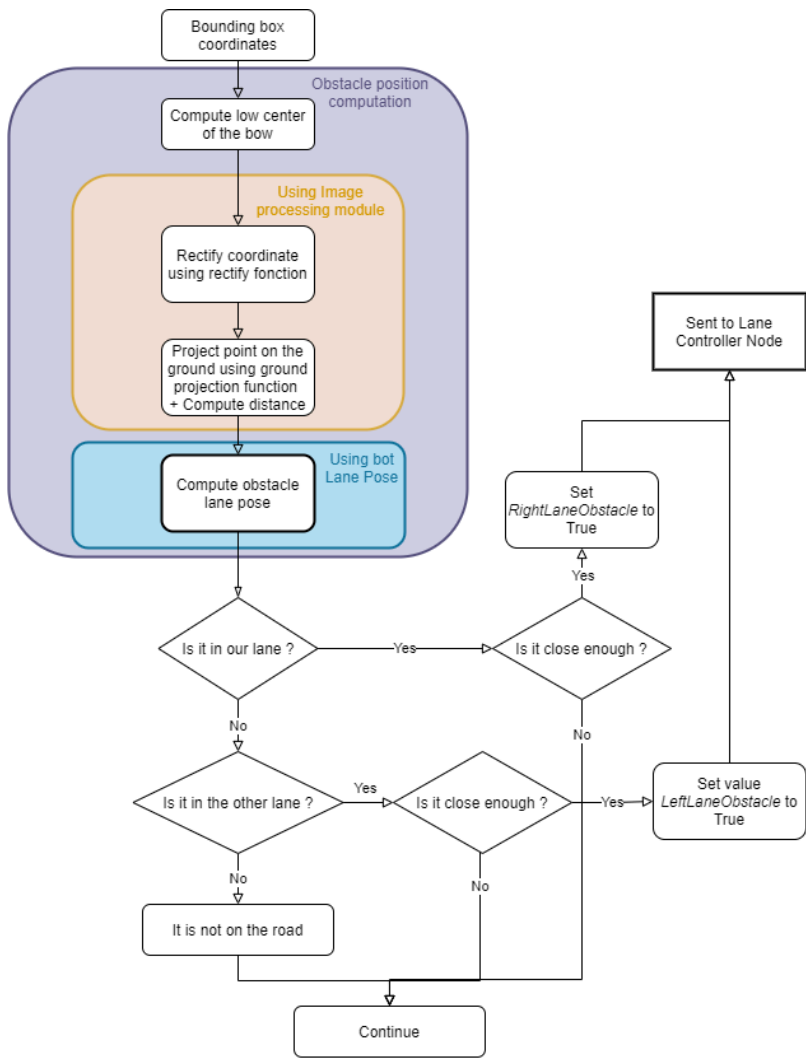 Bounding box
coordinates
Obstacle position
computation
Compute low center
of the bow
Using Image
processing module
Rectify coordinate
using rectify fonction
Project point on the
ground using ground
projection function
+ Compute distance
Using bot
Lane Pose
Compute obstacle
lane pose
Sent to Lane
Controller Node
Set
RightLaneObstacle to
True
Yes
Is it in our lane ?
Yes
Is it close enough ?
No
No
Is it in the other lane ?
Yes
Is it close enough ?
Yes
Set value
LeftLaneObstacle to
True
No
No
It is not on the road
Continue